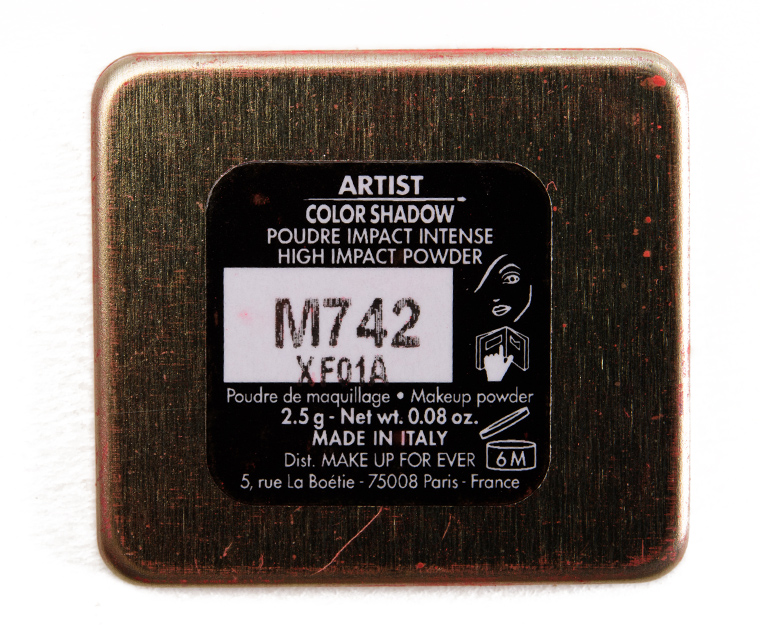 ARTIST
COLOR SHADOW
POUDRE IMPACT INTENSE
HIGH IMPACT POWDER
M742
XF01A
Poudre de maquillage • Makeup powder
2.5 g - Net wt. 0.08 oz.
MADE IN ITALY
Dist. MAKE UP FOR EVER
6M
5, rue La Boétie - 75008 Paris - France